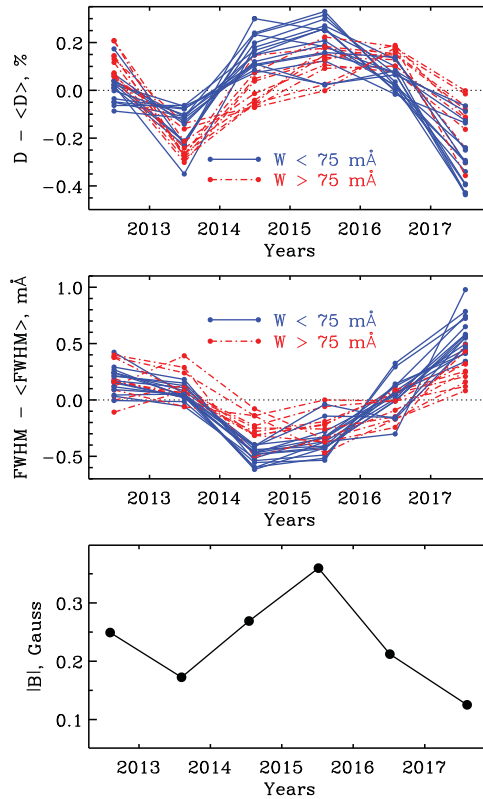 D - <D>, %
0.2
0.0
-0.2
-0.4
W < 75 mÅ
W > 75 mÅ
2013 2014 2015 2016 2017
Years
FWHM - <FWHM>, mÅ
1.0
0.5
0.0
-0.5
W < 75 mÅ
W > 75 mÅ
2013 2014 2015 2016 2017
Years
|B|, Gauss
0.3
0.2
0.1
2013 2014 2015 2016 2017
Years